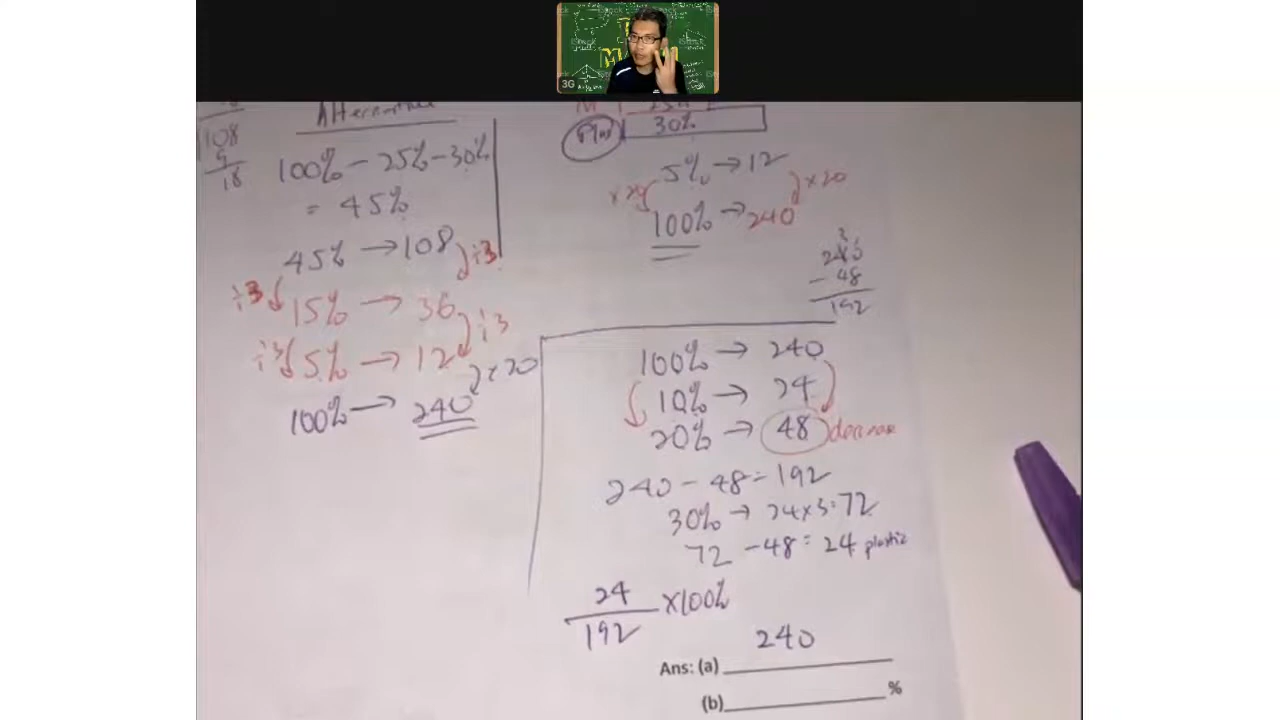 3G
108
9
18
Alternative
100% - 25% - 30%
= 45%
45% → 108 ÷3
÷3 15% → 36 ÷3
÷3 5% → 12
×20
100% → 240
30%
5% → 12
×20 ×20
100% → 240
3
240
- 48
192
100% → 240
10% → 24
20% → 48 decrease
240 - 48 = 192
30% → 24 × 3 = 72
72 - 48 = 24 plastic
24
192
×100%
240
Ans: (a)
(b) %